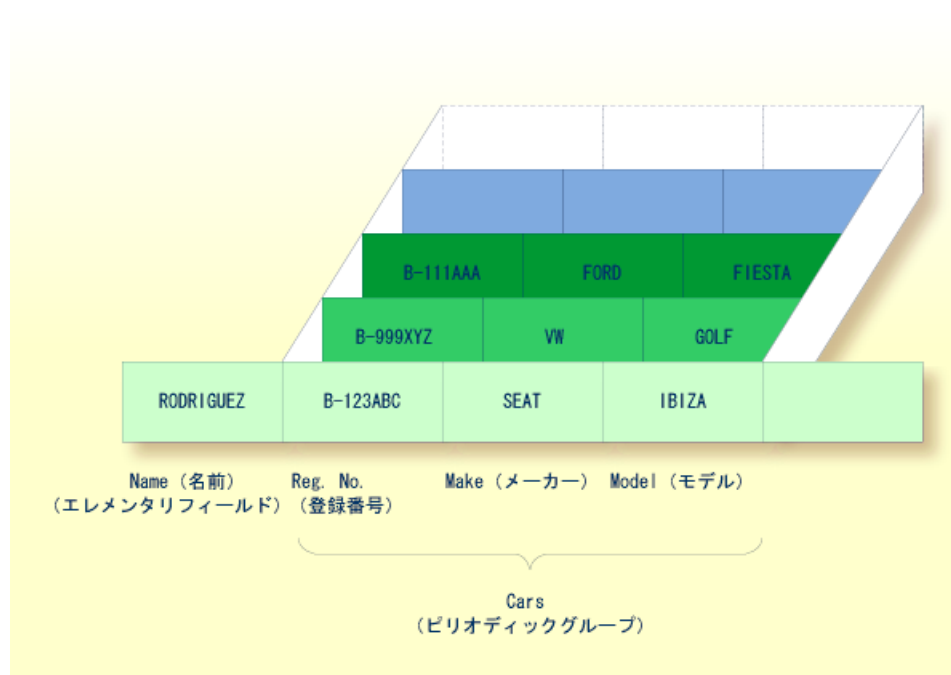 B-111AAA FORD FIESTA
B-999XYZ VW GOLF
RODRIGUEZ B-123ABC SEAT IBIZA
Name（名前） Reg. No. Make（メーカー） Model（モデル）
（エレメンタリフィールド）（登録番号）
Cars
（ピリオディックグループ）